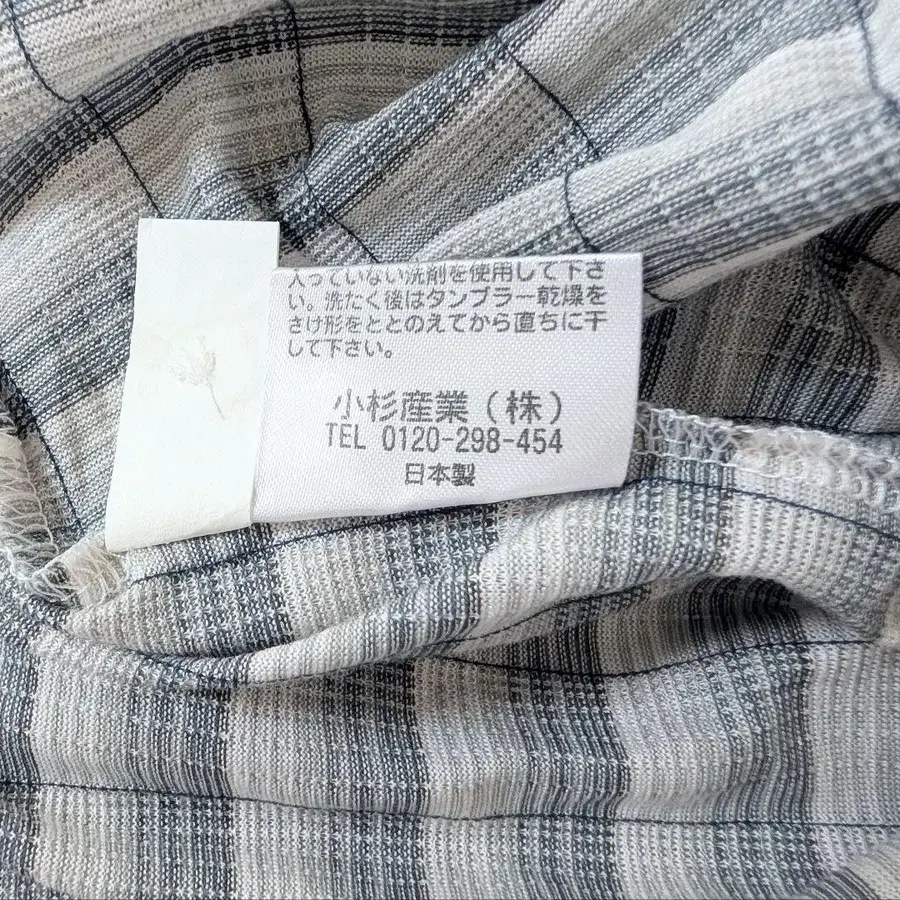 入っていない洗剤を使用して下さ
い。洗たく後はタンブラー乾燥を
さけ形をととのえてから直ちに干
して下さい。
小杉産業（株）
TEL 0120-298-454
日本製